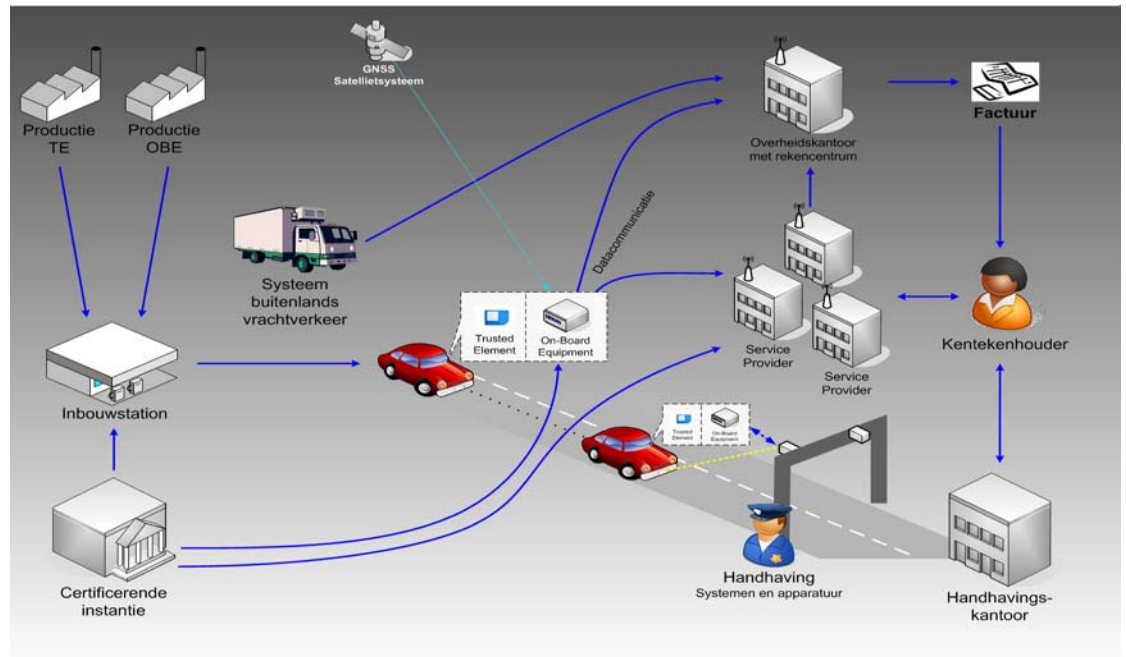 GNSS
Satellietsysteem
Productie
TE
Productie
OBE
Overheidskantoor
met rekencentrum
Factuur
Datacommunicatie
Systeem
buitenlands
vrachtverkeer
Trusted
Element
On-Board
Equipment
Service
Provider
Service
Provider
Kentekenhouder
Inbouwstation
Trusted
Element
On-Board
Equipment
Certificerende
instantie
Handhaving
Systemen en apparatuur
Handhavings-
kantoor